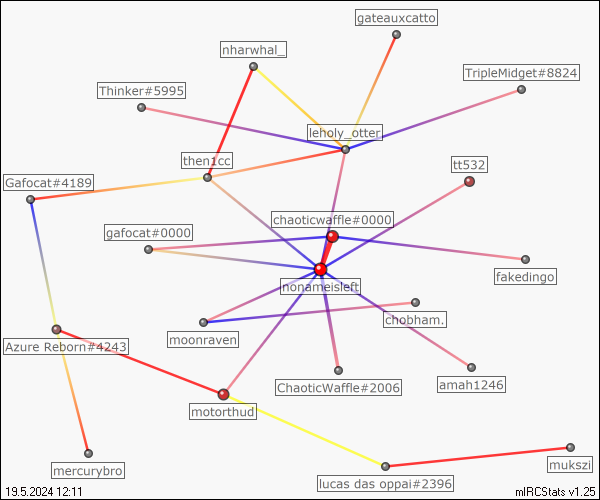 gateauxcatto
nharwhal_
TripleMidget#8824
Thinker#5995
leholy_otter
then1cc
tt532
Gafocat#4189
chaoticwaffle#0000
gafocat#0000
fakedingo
nonameisleft
chobham.
moonraven
Azure Reborn#4243
ChaoticWaffle#2006
amah1246
motorthud
mukszi
mercurybro
lucas das oppai#2396
19.5.2024 12:11
mIRCStats v1.25